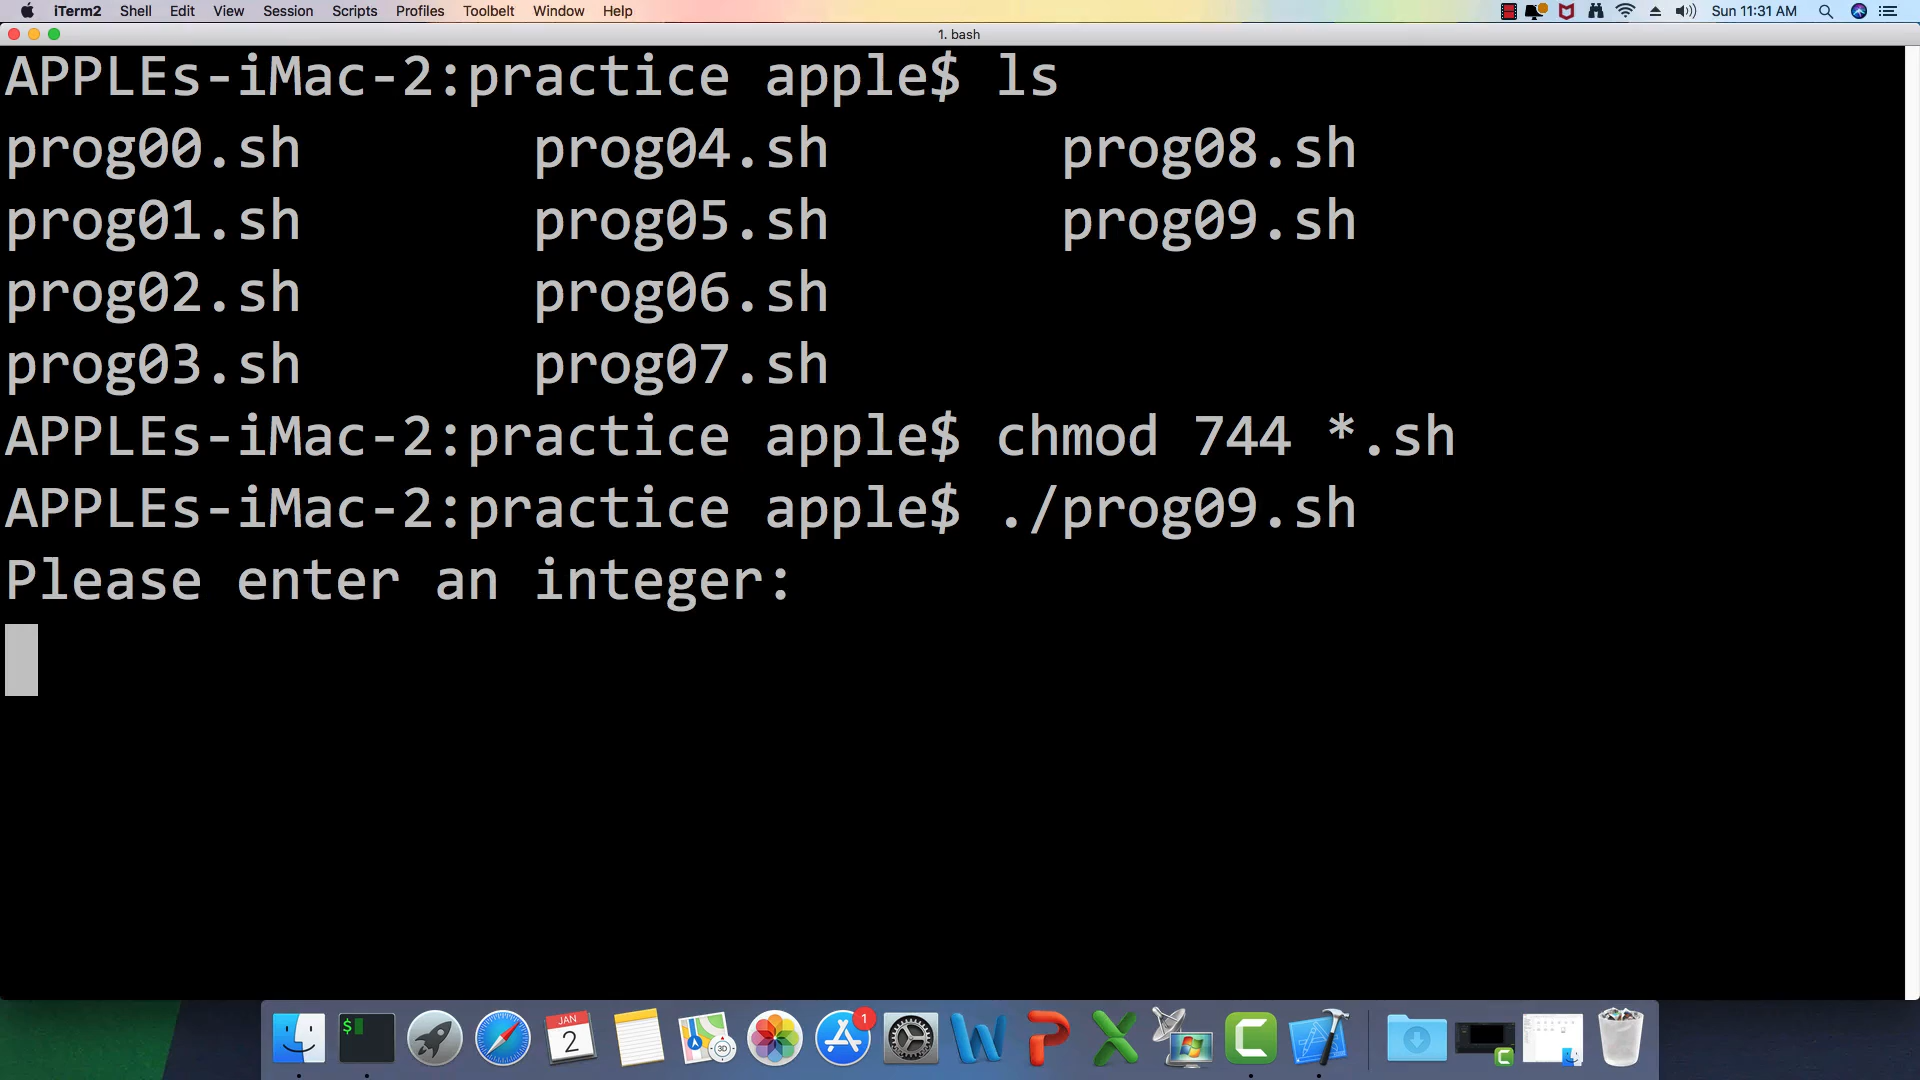 iTerm2 Shell Edit View Session Scripts Profiles Toolbelt Window Help Sun 11:31 AM
1. bash
APPLEs-iMac-2:practice apple$ ls
prog00.sh prog04.sh prog08.sh
prog01.sh prog05.sh prog09.sh
prog02.sh prog06.sh
prog03.sh prog07.sh
APPLEs-iMac-2:practice apple$ chmod 744 *.sh
APPLEs-iMac-2:practice apple$ ./prog09.sh
Please enter an integer:
$ JAN 2 3D 1